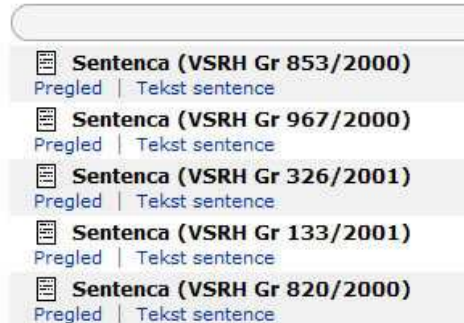 Sentenca (VSRH Gr 853/2000)
Pregled | Tekst sentence
Sentenca (VSRH Gr 967/2000)
Pregled | Tekst sentence
Sentenca (VSRH Gr 326/2001)
Pregled | Tekst sentence
Sentenca (VSRH Gr 133/2001)
Pregled | Tekst sentence
Sentenca (VSRH Gr 820/2000)
Pregled | Tekst sentence